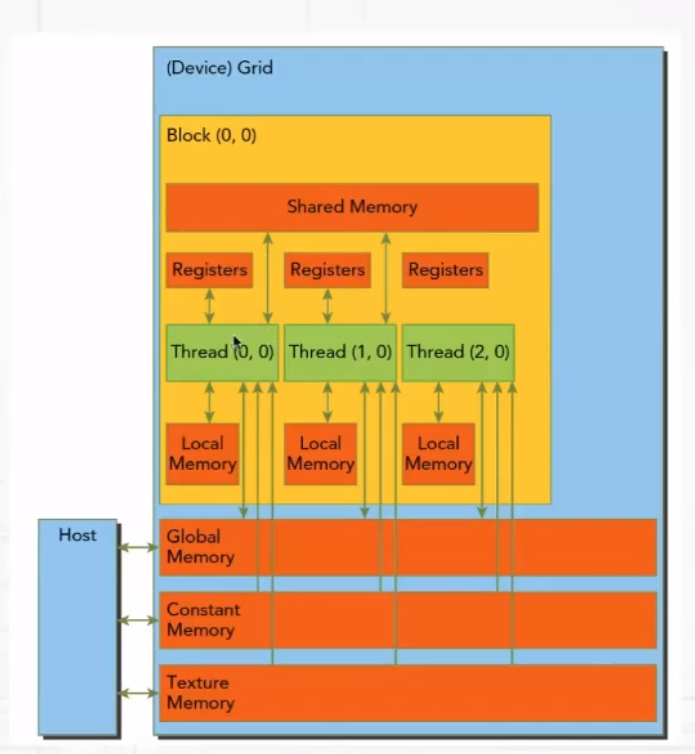 (Device) Grid
Block (0, 0)
Shared Memory
Registers
Registers
Registers
Thread (0, 0)
Thread (1, 0)
Thread (2, 0)
Local
Memory
Local
Memory
Local
Memory
Host
Global
Memory
Constant
Memory
Texture
Memory